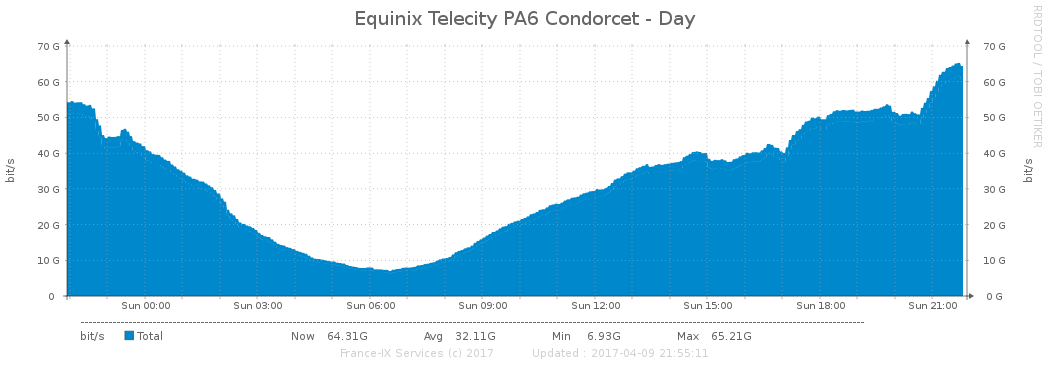 Equinix Telecity PA6 Condorcet - Day
RRDTOOL / TOBI OETIKER
70 G 70 G
60 G 60 G
50 G 50 G
40 G 40 G
30 G 30 G
20 G 20 G
10 G 10 G
0 0 G
bit/s bit/s
Sun 00:00 Sun 03:00 Sun 06:00 Sun 09:00 Sun 12:00 Sun 15:00 Sun 18:00 Sun 21:00
bit/s Total Now 64.31G Avg 32.11G Min 6.93G Max 65.21G
France-IX Services (c) 2017 Updated : 2017-04-09 21:55:11